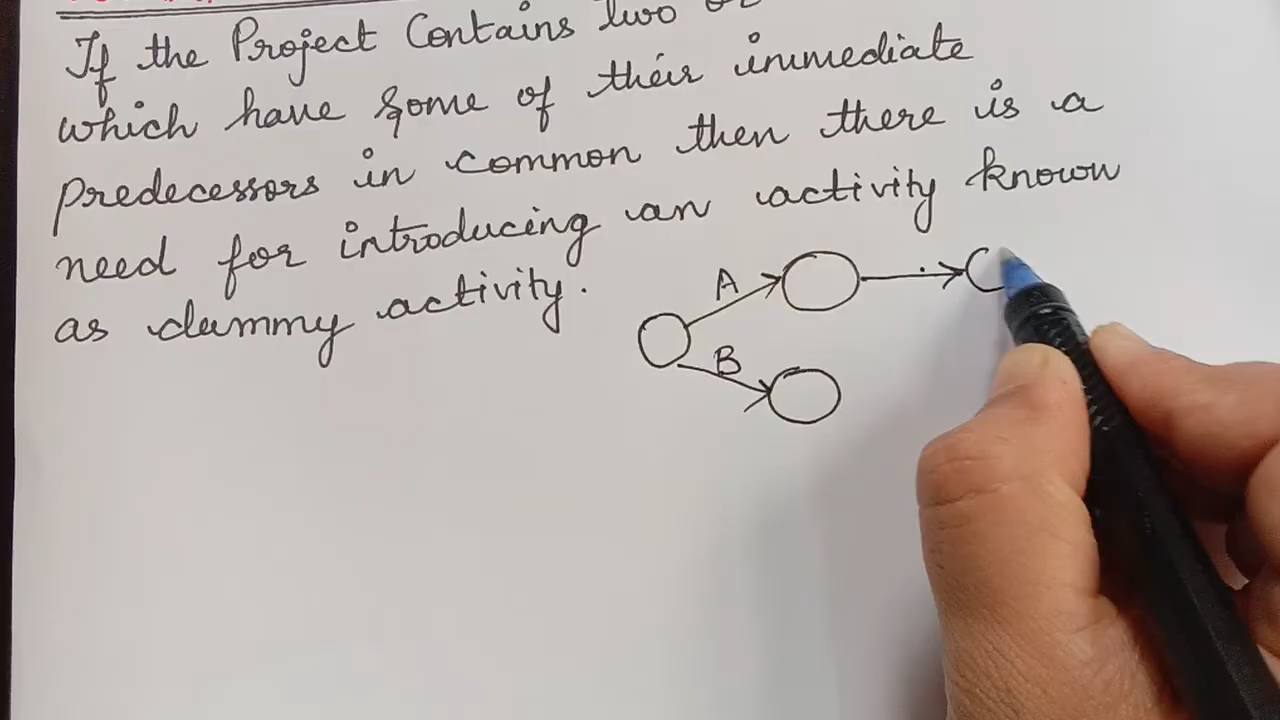 If the Project Contains two or
which have some of their immediate
predecessors in common then there is a
need for introducing an activity known
as dummy activity.
A
B